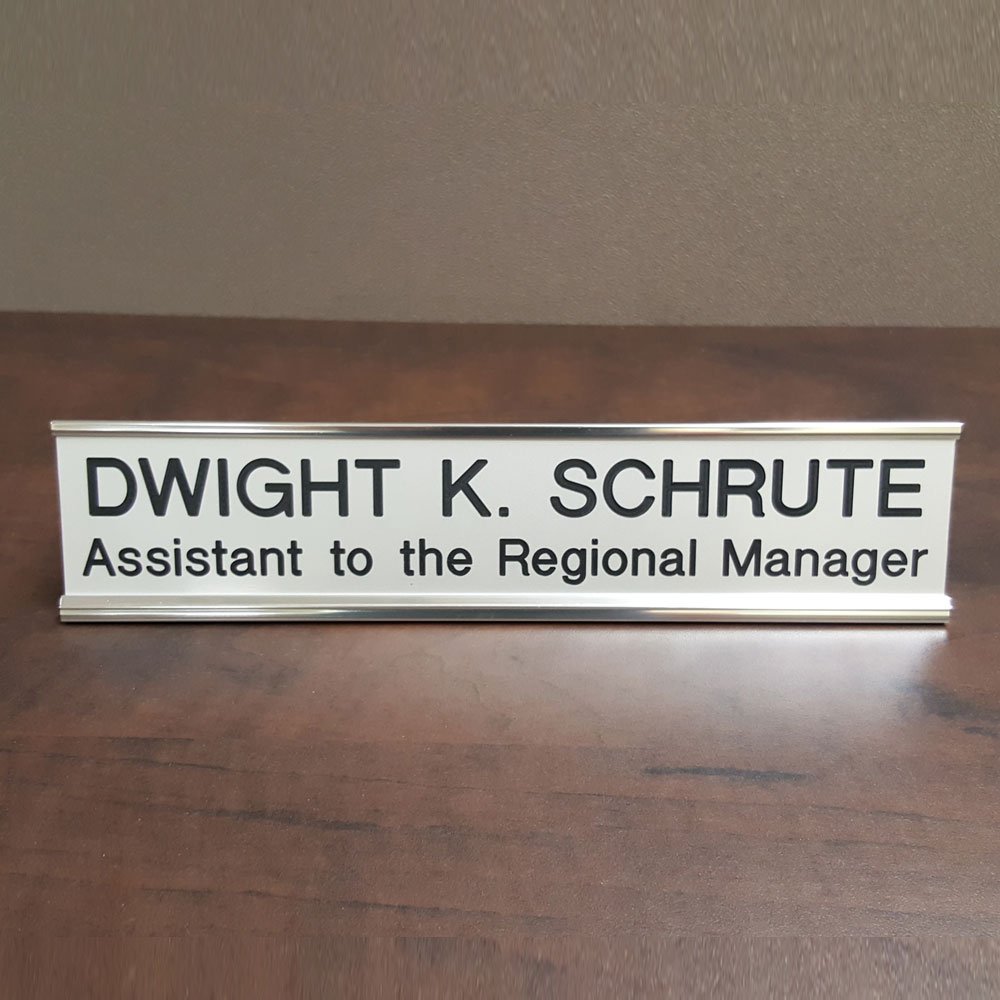 DWIGHT K. SCHRUTE
Assistant to the Regional Manager